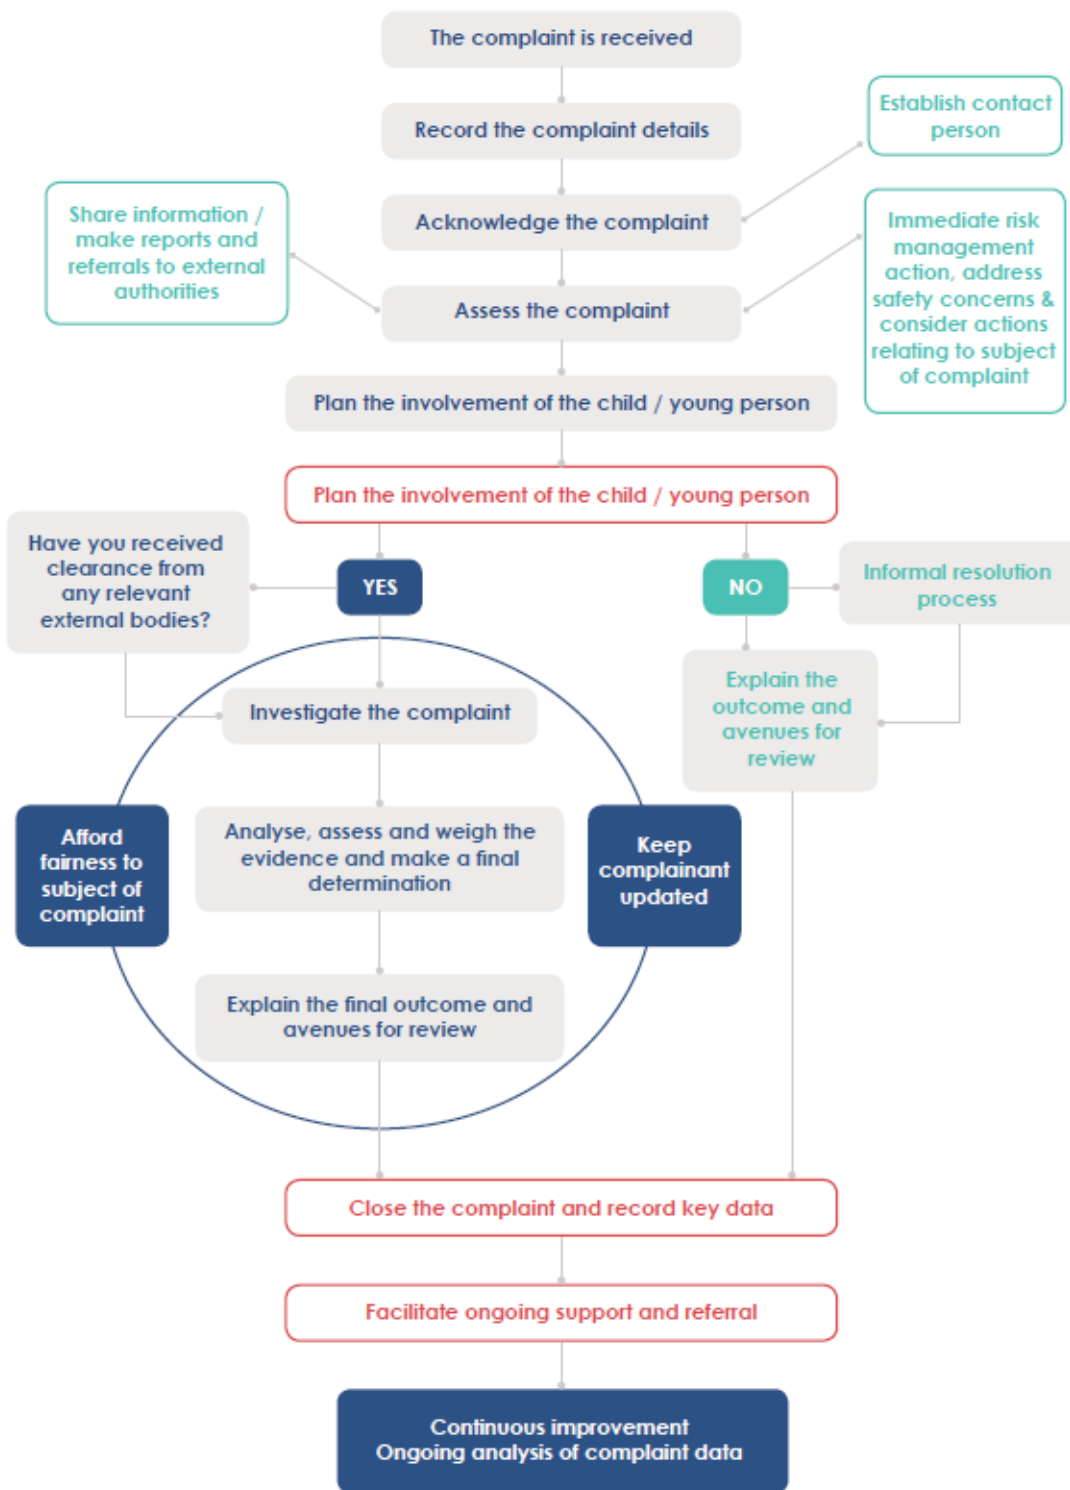 The complaint is received
Record the complaint details
Establish contact
person
Acknowledge the complaint
Share information /
make reports and
referrals to external
authorities
Immediate risk
management
action, address
safety concerns &
consider actions
relating to subject
of complaint
Assess the complaint
Plan the involvement of the child / young person
Plan the involvement of the child / young person
Have you received
clearance from
any relevant
external bodies?
YES
NO
Informal resolution
process
Investigate the complaint
Explain the
outcome and
avenues for
review
Afford
fairness to
subject of
complaint
Analyse, assess and weigh the
evidence and make a final
determination
Keep
complainant
updated
Explain the final outcome and
avenues for review
Close the complaint and record key data
Facilitate ongoing support and referral
Continuous improvement
Ongoing analysis of complaint data